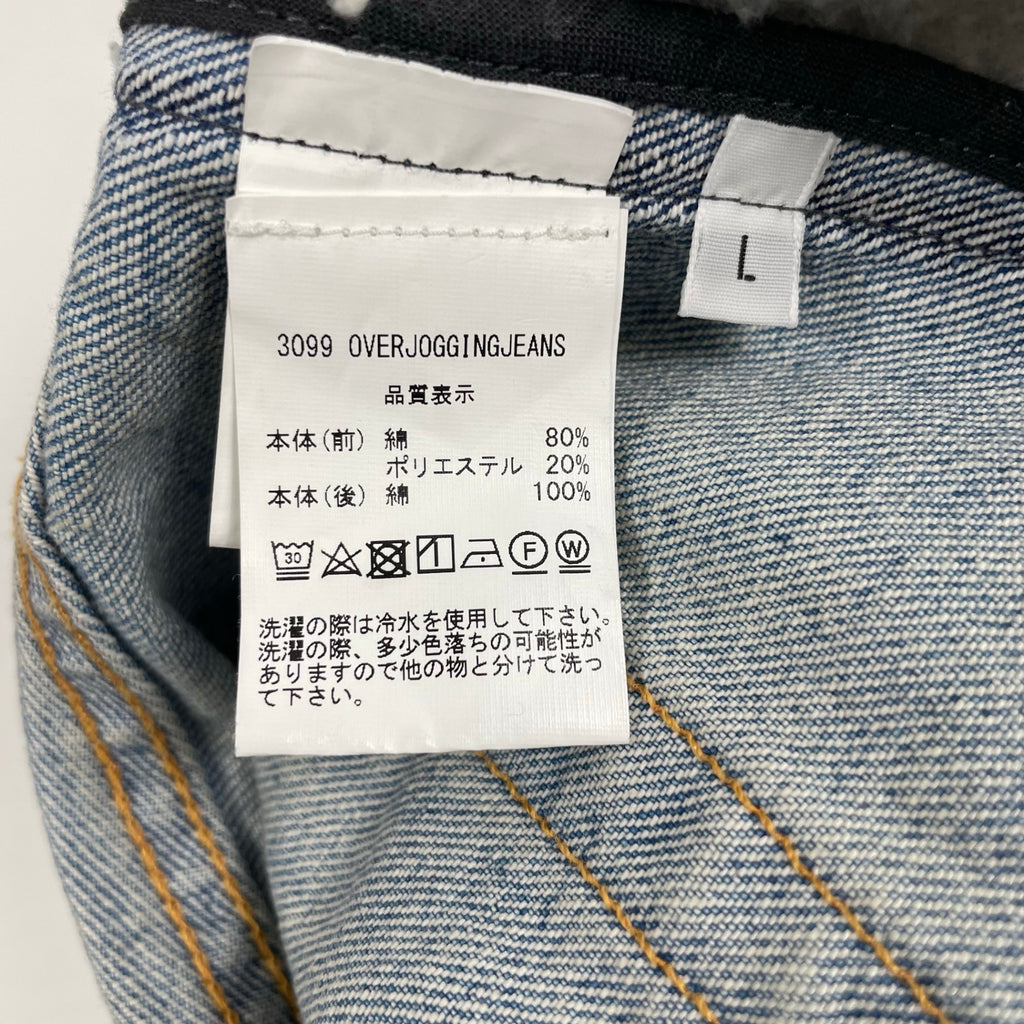 L
3099 OVERJOGGINGJEANS
品質表示
本体(前) 綿 80%
ポリエステル 20%
本体(後) 綿 100%
30 F W
洗濯の際は冷水を使用して下さい。
洗濯の際、多少色落ちの可能性が
ありますので他の物と分けて洗っ
て下さい。